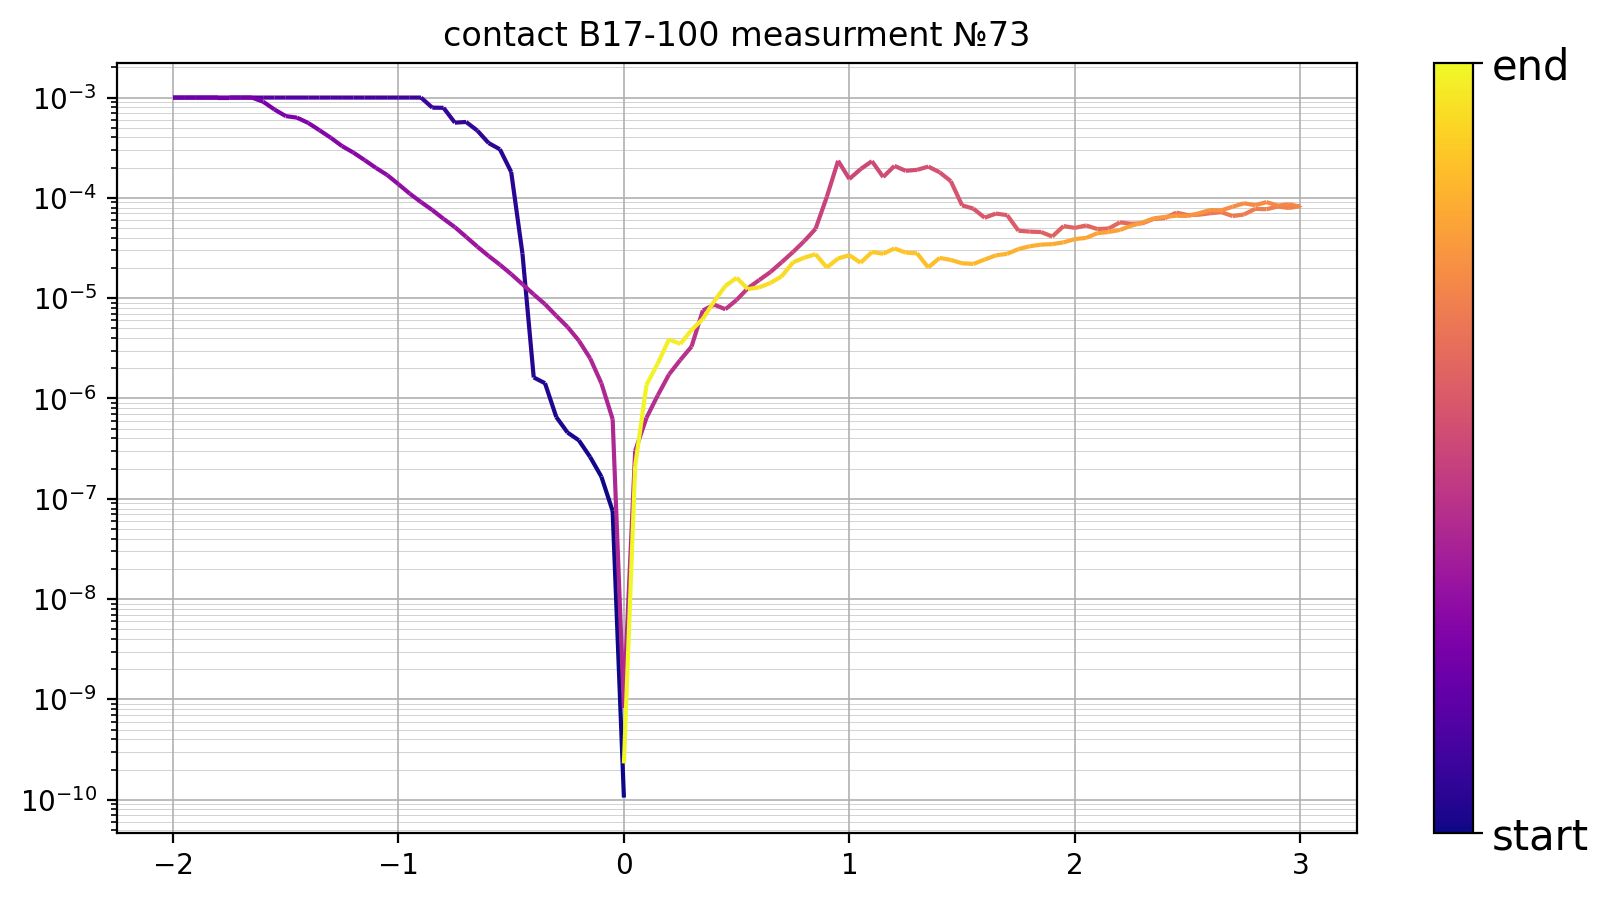 contact B17-100 measurment №73
10⁻³
10⁻⁴
10⁻⁵
10⁻⁶
10⁻⁷
10⁻⁸
10⁻⁹
10⁻¹⁰
−2 −1 0 1 2 3
end
start